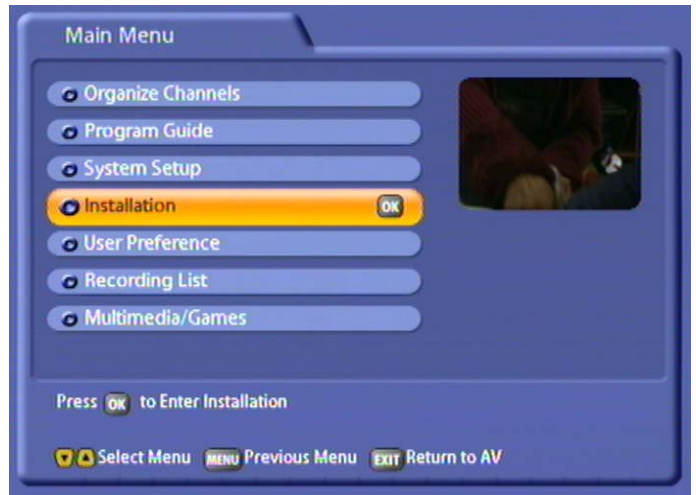 Main Menu
Organize Channels
Program Guide
System Setup
Installation OK
User Preference
Recording List
Multimedia/Games
Press OK to Enter Installation
Select Menu MENU Previous Menu EXIT Return to AV